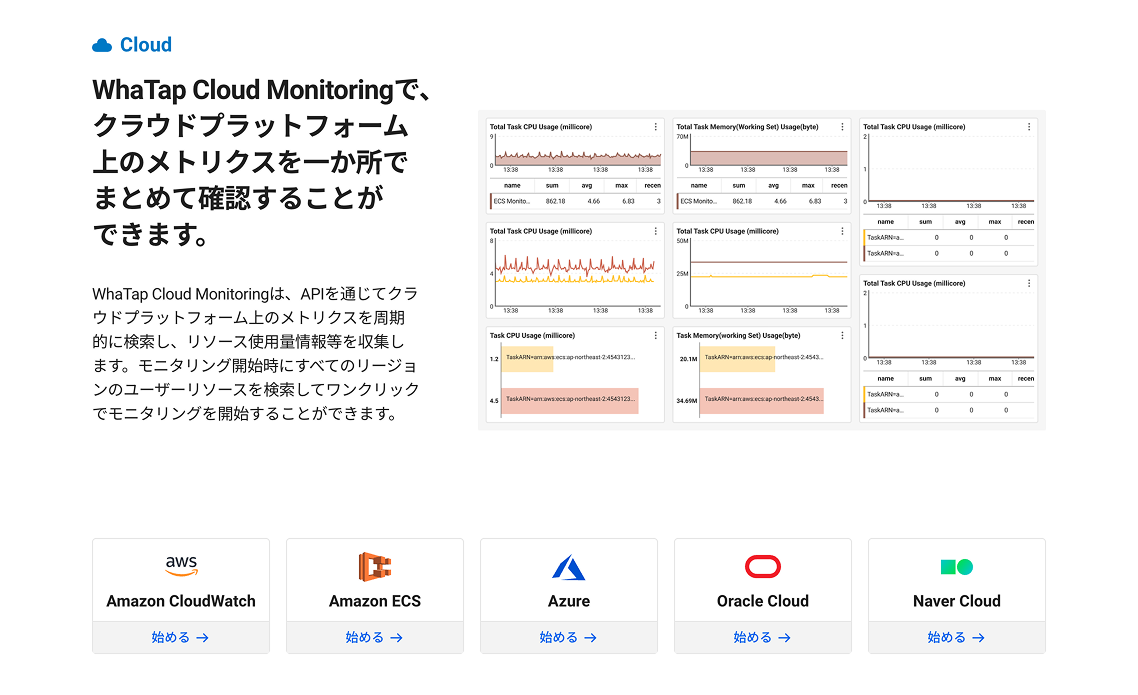 Cloud
WhaTap Cloud Monitoringで、
クラウドプラットフォーム
上のメトリクスを一か所で
まとめて確認することが
できます。
WhaTap Cloud Monitoringは、APIを通じてクラ
ウドプラットフォーム上のメトリクスを周期
的に検索し、リソース使用量情報等を収集し
ます。モニタリング開始時にすべてのリージョ
ンのユーザーリソースを検索してワンクリック
でモニタリングを開始することができます。
Total Task CPU Usage (millicore)
9
0
13:38 13:38 13:38 13:38
name sum avg max recen
ECS Monito... 862.18 4.66 6.83 3
Total Task Memory(Working Set) Usage(byte)
70M
0
13:38 13:38 13:38 13:38
name sum avg max recen
ECS Monito... 862.18 4.66 6.83 3
Total Task CPU Usage (millicore)
2
1
0
13:38 13:38 13:38 13:38
name sum avg max recen
TaskARN=a... 0 0 0
TaskARN=a... 0 0 0
Total Task CPU Usage (millicore)
8
4
0
13:38 13:38 13:38 13:38
Total Task CPU Usage (millicore)
50M
25M
0
13:38 13:38 13:38 13:38
Total Task CPU Usage (millicore)
2
1
0
13:38 13:38 13:38 13:38
name sum avg max recen
TaskARN=a... 0 0 0
TaskARN=a... 0 0 0
Task CPU Usage (millicore)
1.2 TaskARN=arn:aws:ecs:ap-northeast-2:4543123...
4.5 TaskARN=arn:aws:ecs:ap-northeast-2:4543123...
Task Memory(working Set) Usage(byte)
20.1M TaskARN=arn:aws:ecs:ap-northeast-2:4543...
34.69M TaskARN=arn:aws:ecs:ap-northeast-2:4543...
aws
Amazon CloudWatch
始める →
Amazon ECS
始める →
Azure
始める →
Oracle Cloud
始める →
Naver Cloud
始める →